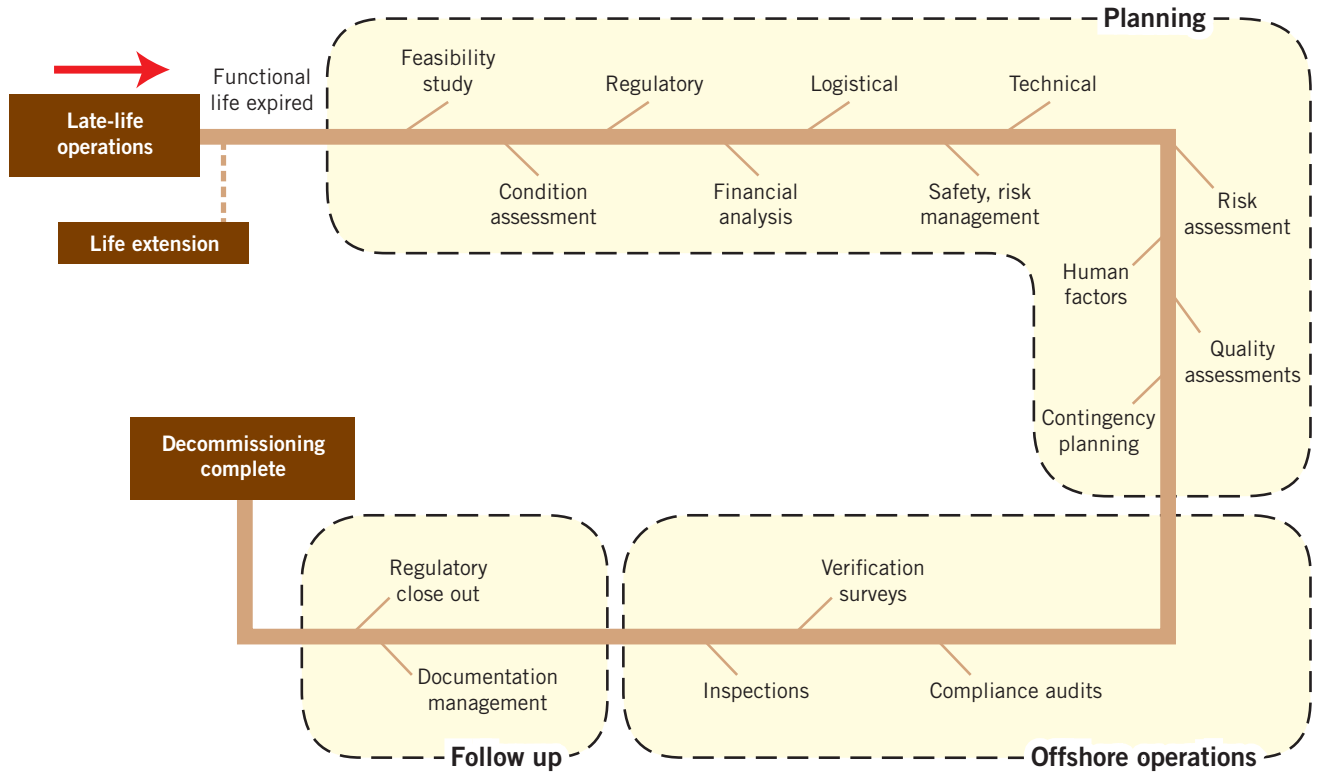 Planning
Feasibility
study
Regulatory
Logistical
Technical
Functional
life expired
Late-life
operations
Condition
assessment
Financial
analysis
Safety, risk
management
Risk
assessment
Life extension
Human
factors
Quality
assessments
Contingency
planning
Decommissioning
complete
Regulatory
close out
Verification
surveys
Documentation
management
Inspections
Compliance audits
Follow up
Offshore operations